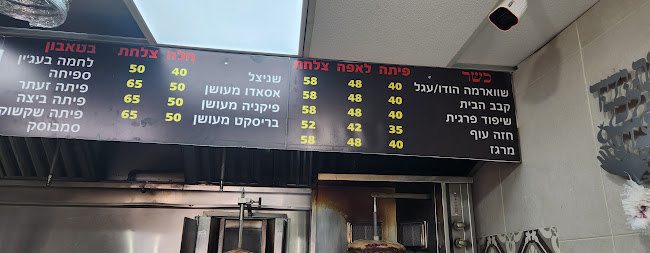 כשר פיתה לאפה צלחת
שווארמה הודו/עגל 40 48 58
קבב הבית 40 48 58
שיפוד פרגית 40 48 58
חזה עוף 35 42 52
מרגז 40 48 58
חלה צלחת
שניצל 40 50
אסאדו מעושן 50 65
פיקניה מעושן 50 65
בריסקט מעושן 50 65
בטאבון
לחמה בעג'ין
ספיחה
פיתה זעתר
פיתה ביצה
פיתה שקשוק
סמבוסק